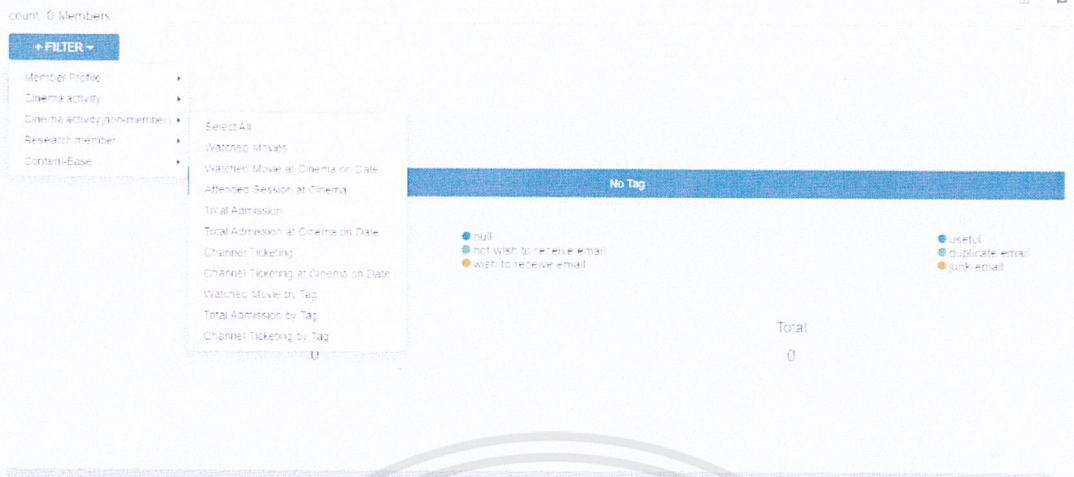 count: 0 Members
+ FILTER
Member Profile
Cinema activity
Cinema activity(non-member)
Research member
Content-Base
Select All
Watched Movies
Watched Movie at Cinema on Date
Attended Session at Cinema
Total Admission
Total Admission at Cinema on Date
Channel Ticketing
Channel Ticketing at Cinema on Date
Watched Movie by Tag
Total Admission by Tag
Channel Ticketing by Tag
No Tag
null
not wish to receive email
wish to receive email
useful
duplicate email
junk email
0
Total
0